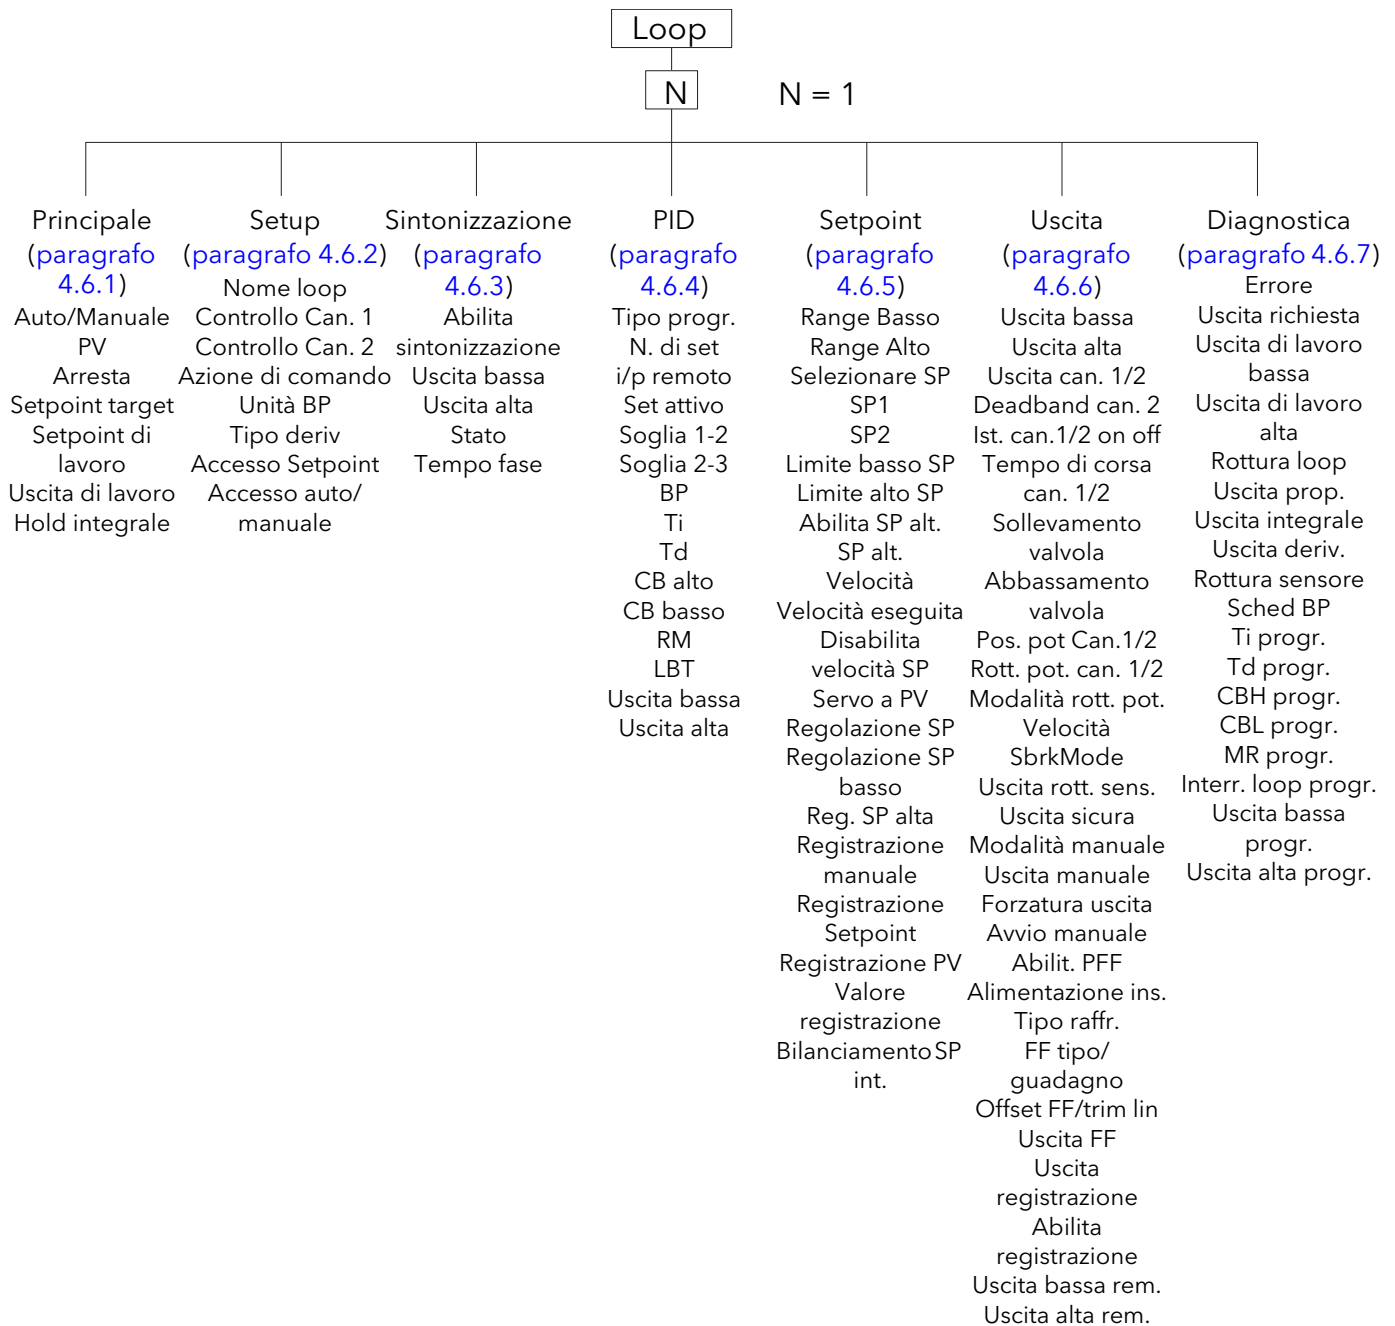 Loop
N
N = 1
Principale
(paragrafo
4.6.1)
Auto/Manuale
PV
Arresta
Setpoint target
Setpoint di
lavoro
Uscita di lavoro
Hold integrale
Setup
(paragrafo 4.6.2)
Nome loop
Controllo Can. 1
Controllo Can. 2
Azione di comando
Unità BP
Tipo deriv
Accesso Setpoint
Accesso auto/
manuale
Sintonizzazione
(paragrafo
4.6.3)
Abilita
sintonizzazione
Uscita bassa
Uscita alta
Stato
Tempo fase
PID
(paragrafo
4.6.4)
Tipo progr.
N. di set
i/p remoto
Set attivo
Soglia 1-2
Soglia 2-3
BP
Ti
Td
CB alto
CB basso
RM
LBT
Uscita bassa
Uscita alta
Setpoint
(paragrafo
4.6.5)
Range Basso
Range Alto
Selezionare SP
SP1
SP2
Limite basso SP
Limite alto SP
Abilita SP alt.
SP alt.
Velocità
Velocità eseguita
Disabilita
velocità SP
Servo a PV
Regolazione SP
Regolazione SP
basso
Reg. SP alta
Registrazione
manuale
Registrazione
Setpoint
Registrazione PV
Valore
registrazione
Bilanciamento SP
int.
Uscita
(paragrafo
4.6.6)
Uscita bassa
Uscita alta
Uscita can. 1/2
Deadband can. 2
Ist. can.1/2 on off
Tempo di corsa
can. 1/2
Sollevamento
valvola
Abbassamento
valvola
Pos. pot Can.1/2
Rott. pot. can. 1/2
Modalità rott. pot.
Velocità
SbrkMode
Uscita rott. sens.
Uscita sicura
Modalità manuale
Uscita manuale
Forzatura uscita
Avvio manuale
Abilit. PFF
Alimentazione ins.
Tipo raffr.
FF tipo/
guadagno
Offset FF/trim lin
Uscita FF
Uscita
registrazione
Abilita
registrazione
Uscita bassa rem.
Uscita alta rem.
Diagnostica
(paragrafo 4.6.7)
Errore
Uscita richiesta
Uscita di lavoro
bassa
Uscita di lavoro
alta
Rottura loop
Uscita prop.
Uscita integrale
Uscita deriv.
Rottura sensore
Sched BP
Ti progr.
Td progr.
CBH progr.
CBL progr.
MR progr.
Interr. loop progr.
Uscita bassa
progr.
Uscita alta progr.